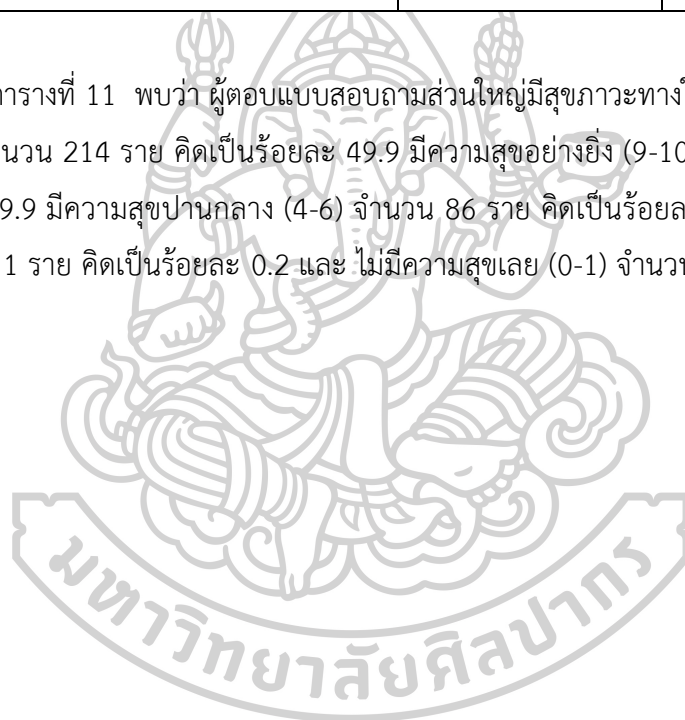 ตารางที่ 11 พบว่า ผู้ตอบแบบสอบถามส่วนใหญ่มีสุขภาวะทาง
นวน 214 ราย คิดเป็นร้อยละ 49.9 มีความสุขอย่างยิ่ง (9-10
9.9 มีความสุขปานกลาง (4-6) จำนวน 86 ราย คิดเป็นร้อยละ
1 ราย คิดเป็นร้อยละ 0.2 และ ไม่มีความสุขเลย (0-1) จำนวน
มหาวิทยาลัยศิลปากร